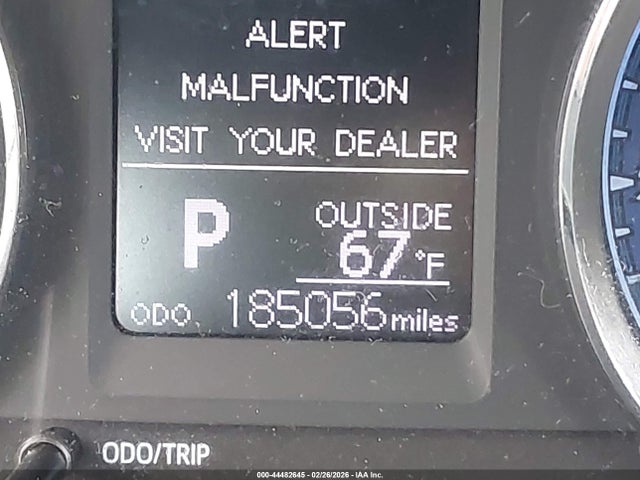 ALERT
MALFUNCTION
VISIT YOUR DEALER
P
OUTSIDE
67°F
ODO 185056 miles
ODO/TRIP
000-44482645 - 02/26/2026 - IAA Inc.